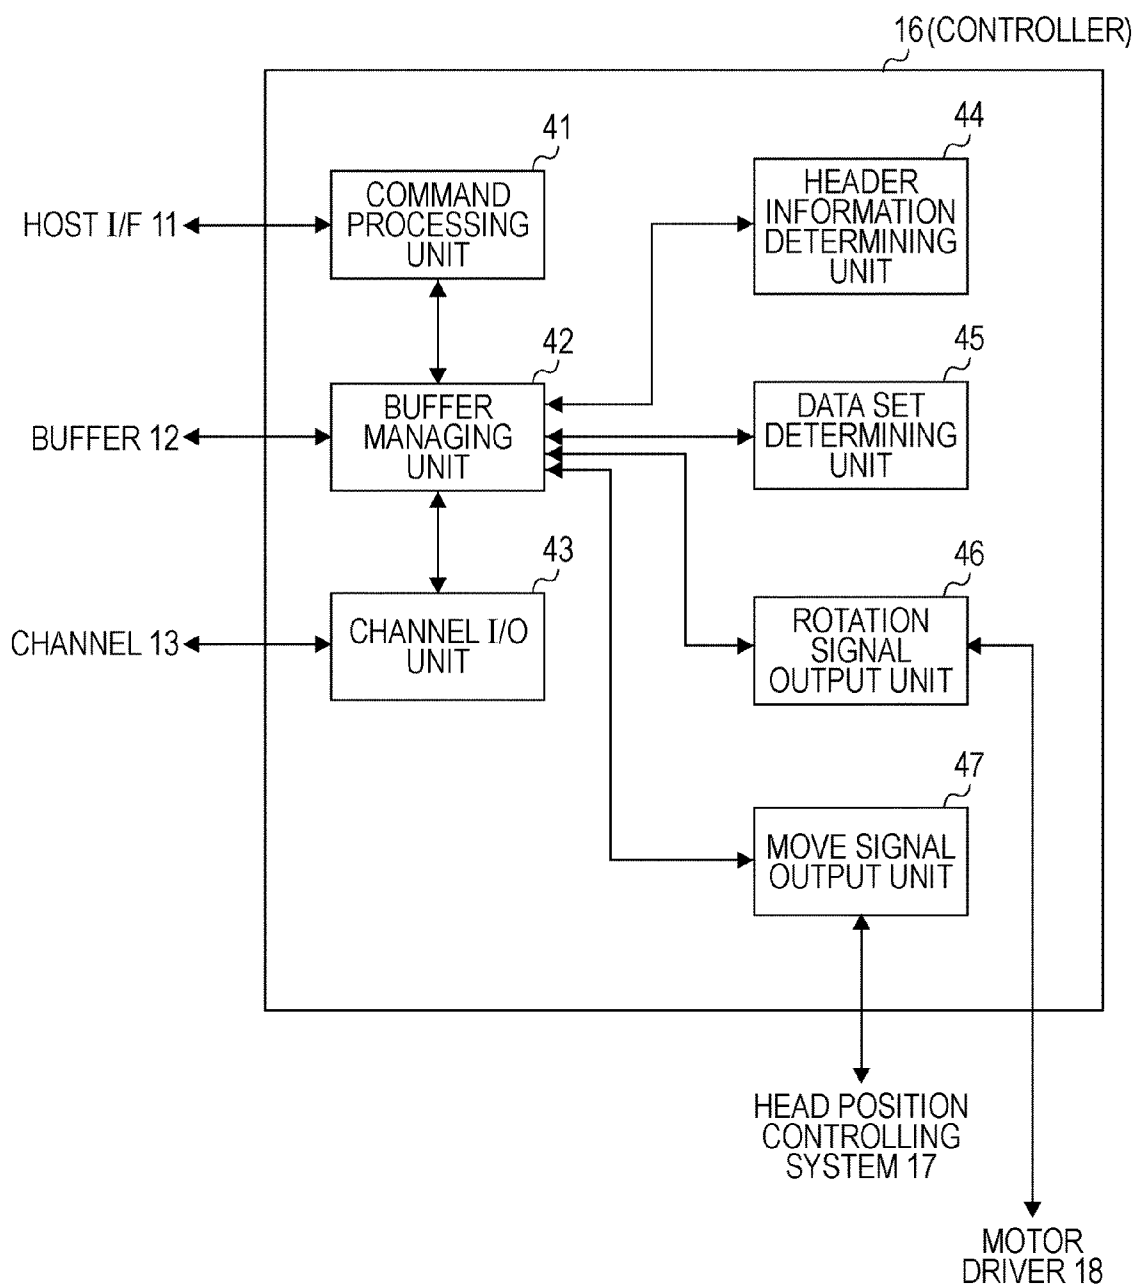 16(CONTROLLER)
41
COMMAND
PROCESSING
UNIT
HOST I/F 11
44
HEADER
INFORMATION
DETERMINING
UNIT
42
BUFFER
MANAGING
UNIT
BUFFER 12
45
DATA SET
DETERMINING
UNIT
43
CHANNEL I/O
UNIT
CHANNEL 13
46
ROTATION
SIGNAL
OUTPUT UNIT
47
MOVE SIGNAL
OUTPUT UNIT
HEAD POSITION
CONTROLLING
SYSTEM 17
MOTOR
DRIVER 18